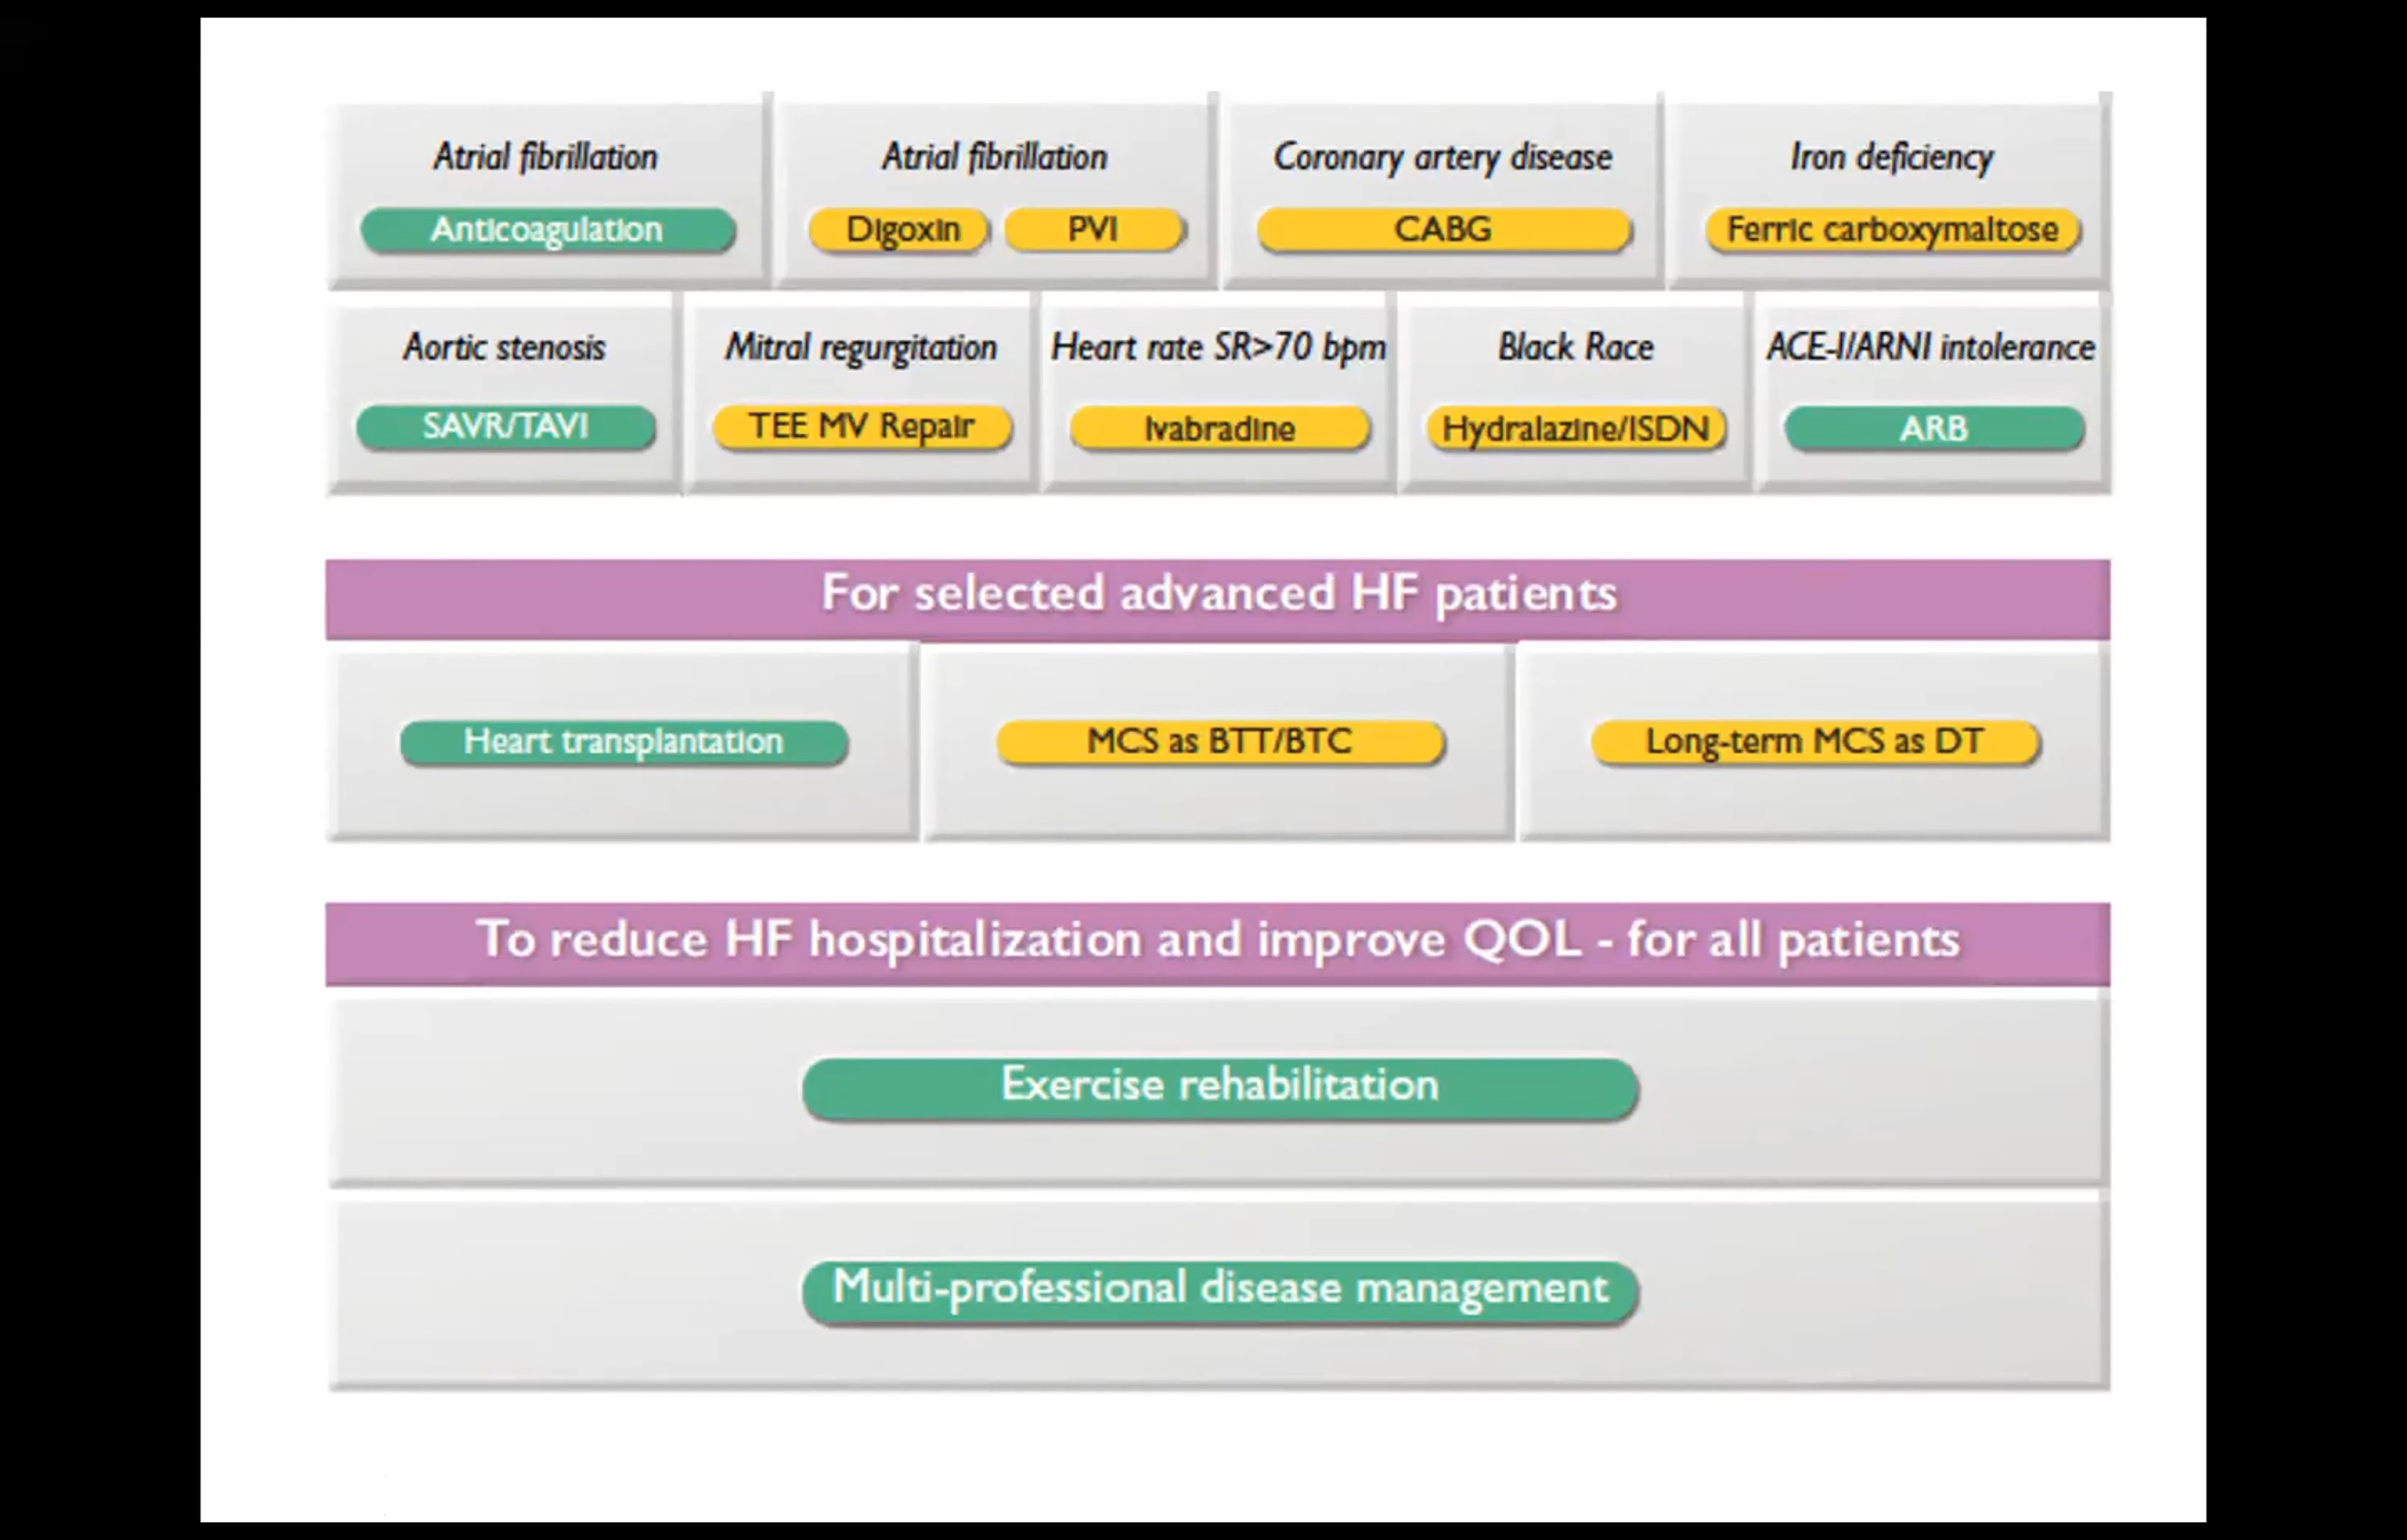 Atrial fibrillation
Anticoagulation
Atrial fibrillation
Digoxin PVI
Coronary artery disease
CABG
Iron deficiency
Ferric carboxymaltose
Aortic stenosis
SAVR/TAVI
Mitral regurgitation
TEE MV Repair
Heart rate SR>70 bpm
Ivabradine
Black Race
Hydralazine/ISDN
ACE-I/ARNI intolerance
ARB
For selected advanced HF patients
Heart transplantation
MCS as BTT/BTC
Long-term MCS as DT
To reduce HF hospitalization and improve QOL - for all patients
Exercise rehabilitation
Multi-professional disease management